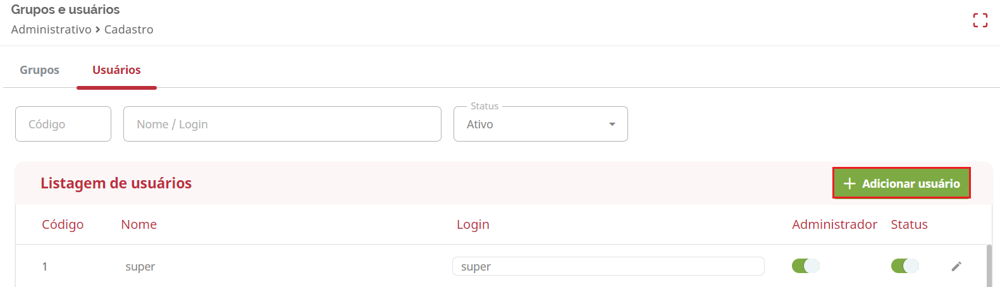 Grupos e usuários
Administrativo > Cadastro
Grupos Usuários
Código Nome / Login Status Ativo
Listagem de usuários + Adicionar usuário
Código Nome Login Administrador Status
1 super super